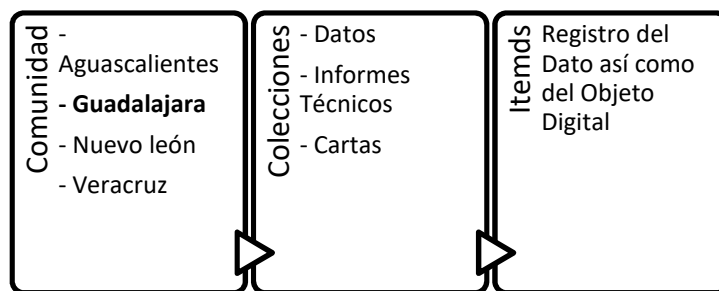 Comunidad
-
Aguascalientes
- Guadalajara
- Nuevo león
- Veracruz
Colecciones
- Datos
- Informes
Técnicos
- Cartas
Itemds
Registro del
Dato así como
del Objeto
Digital